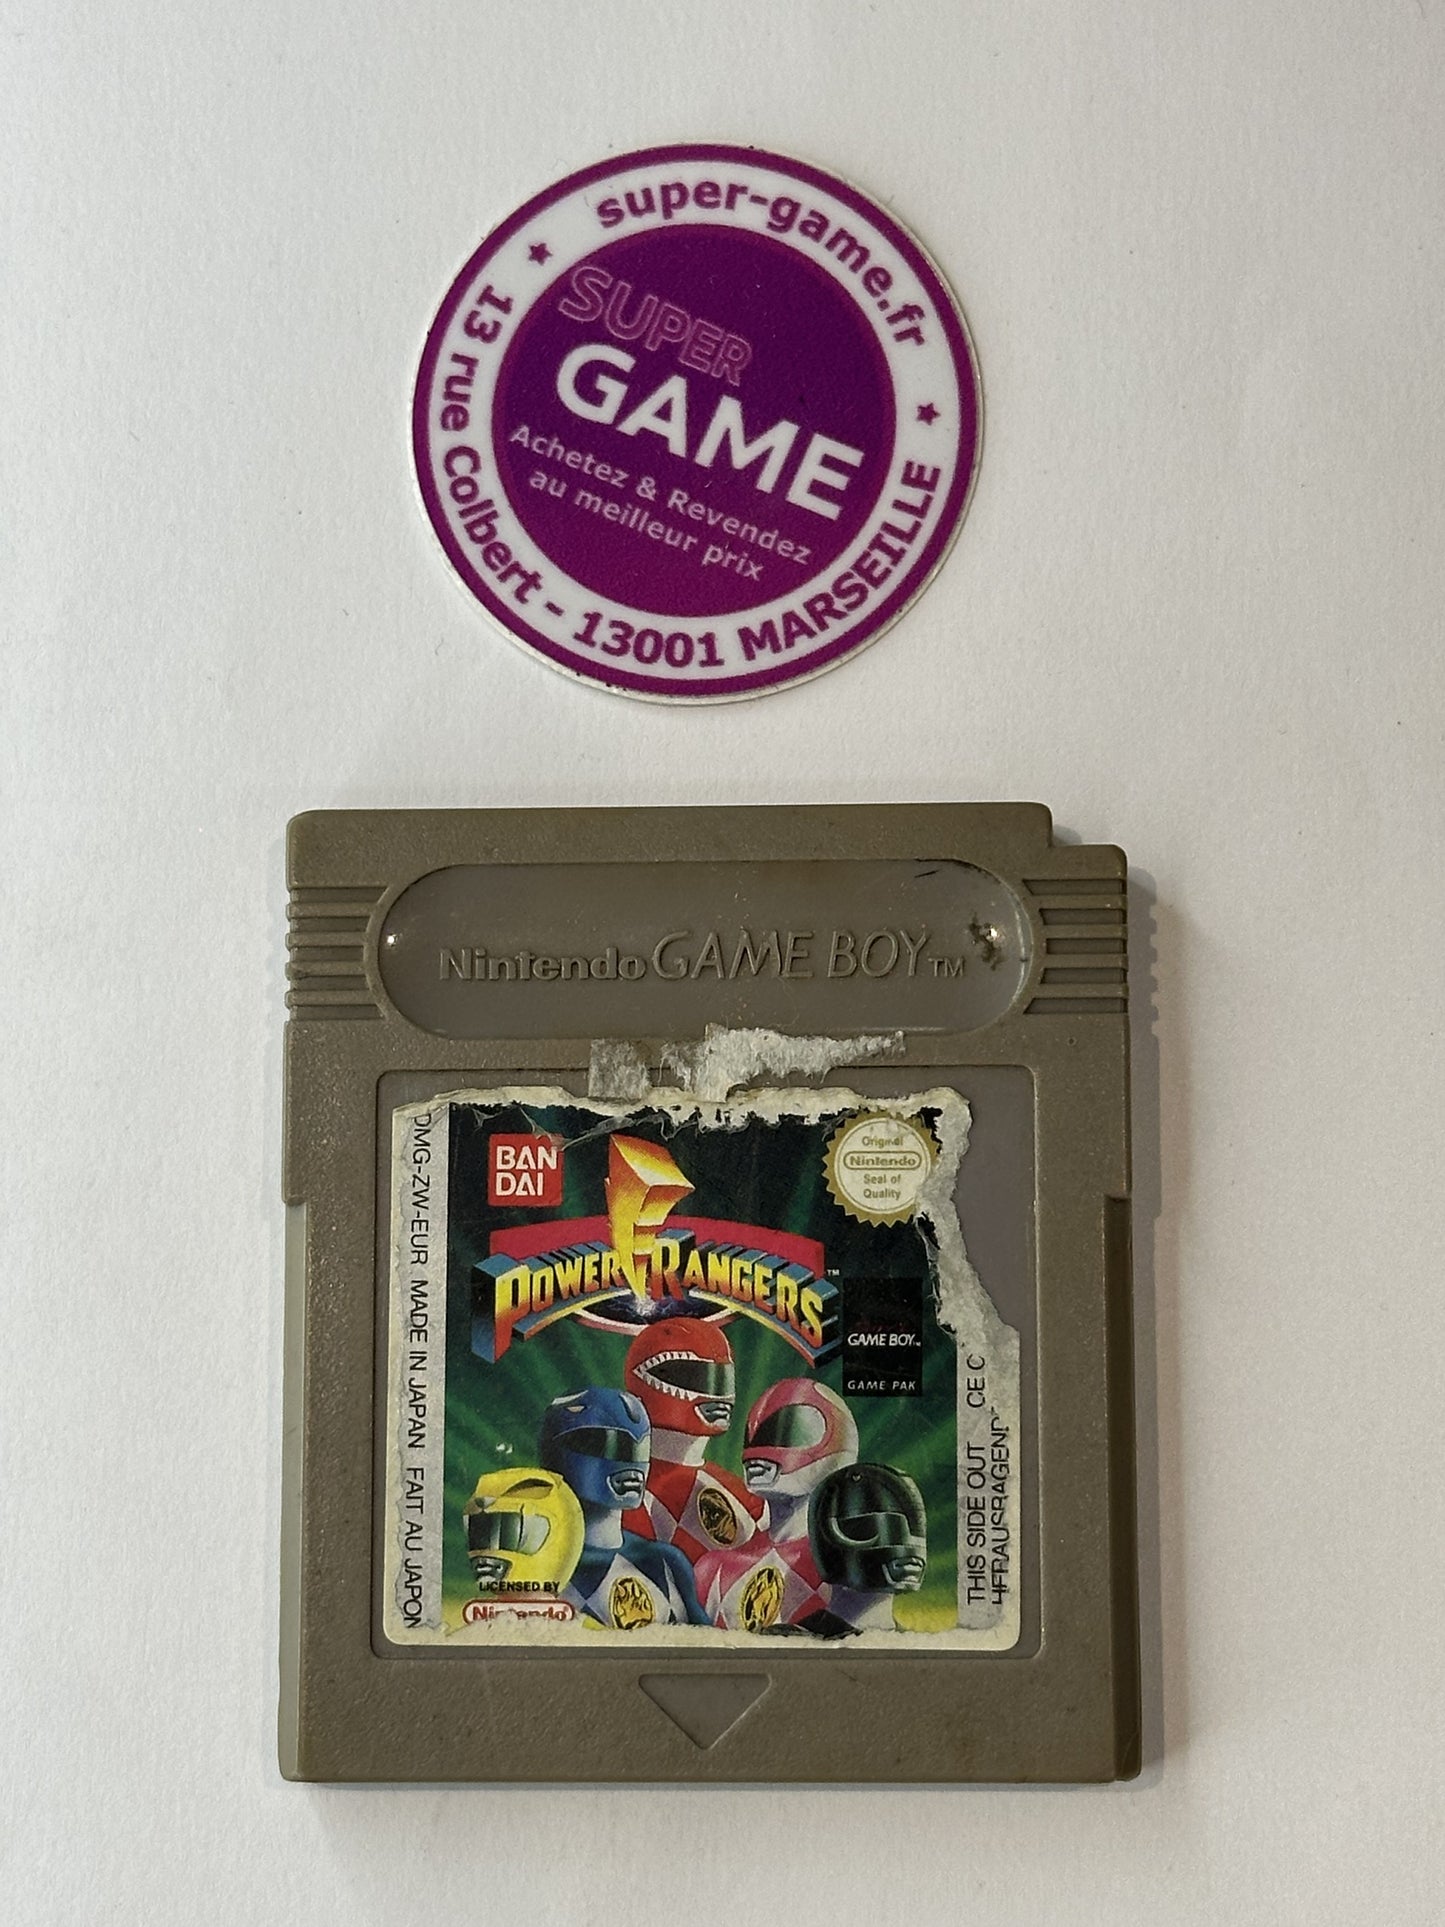 super-game.fr
13 rue Colbert - 13001 MARSEILLE
SUPER
GAME
Achetez & Revendez
au meilleur prix
Nintendo GAME BOY TM
DMG-ZW-EUR MADE IN JAPAN FAIT AU JAPON
BAN
DAI
POWER RANGERS TM
Original
Nintendo
Seal of
Quality
GAME BOY TM
GAME PAK
LICENSED BY
Nintendo
THIS SIDE OUT